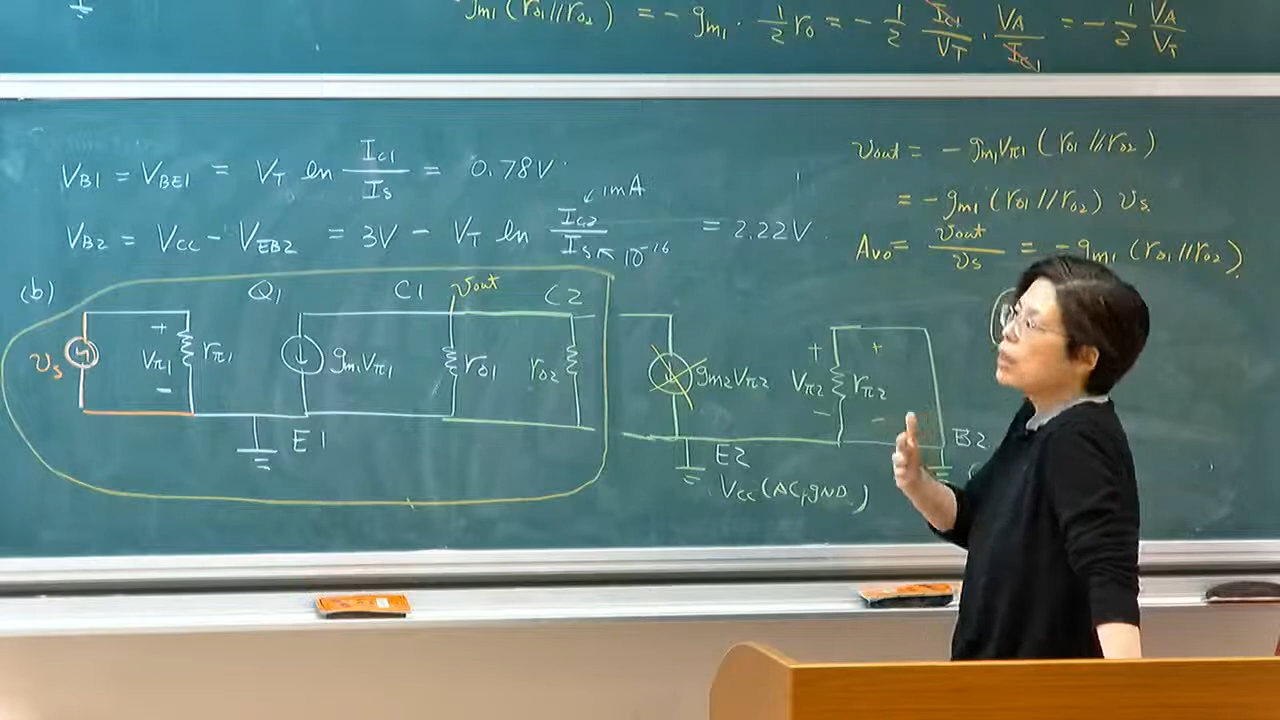 gm1 (ro1//ro2) = - gm1 · 1/2 ro = - 1/2 IC1/VT · VA/IC1 = - 1/2 VA/VT
VB1 = VBE1 = VT ln IC1/IS = 0.78V
VB2 = VCC - VEB2 = 3V - VT ln IC2/IS = 2.22V
1mA
10^-16
vout = - gm1Vπ1 (ro1//ro2)
= - gm1 (ro1//ro2) vs
Avo = vout/vs = - gm1 (ro1//ro2)
(b)
Q1
C1
vout
C2
vs
+
Vπ1
-
rπ1
gm1Vπ1
ro1
ro2
E1
gm2Vπ2
+
Vπ2
-
rπ2
+
-
B2
E2
VCC (AC, GND.)